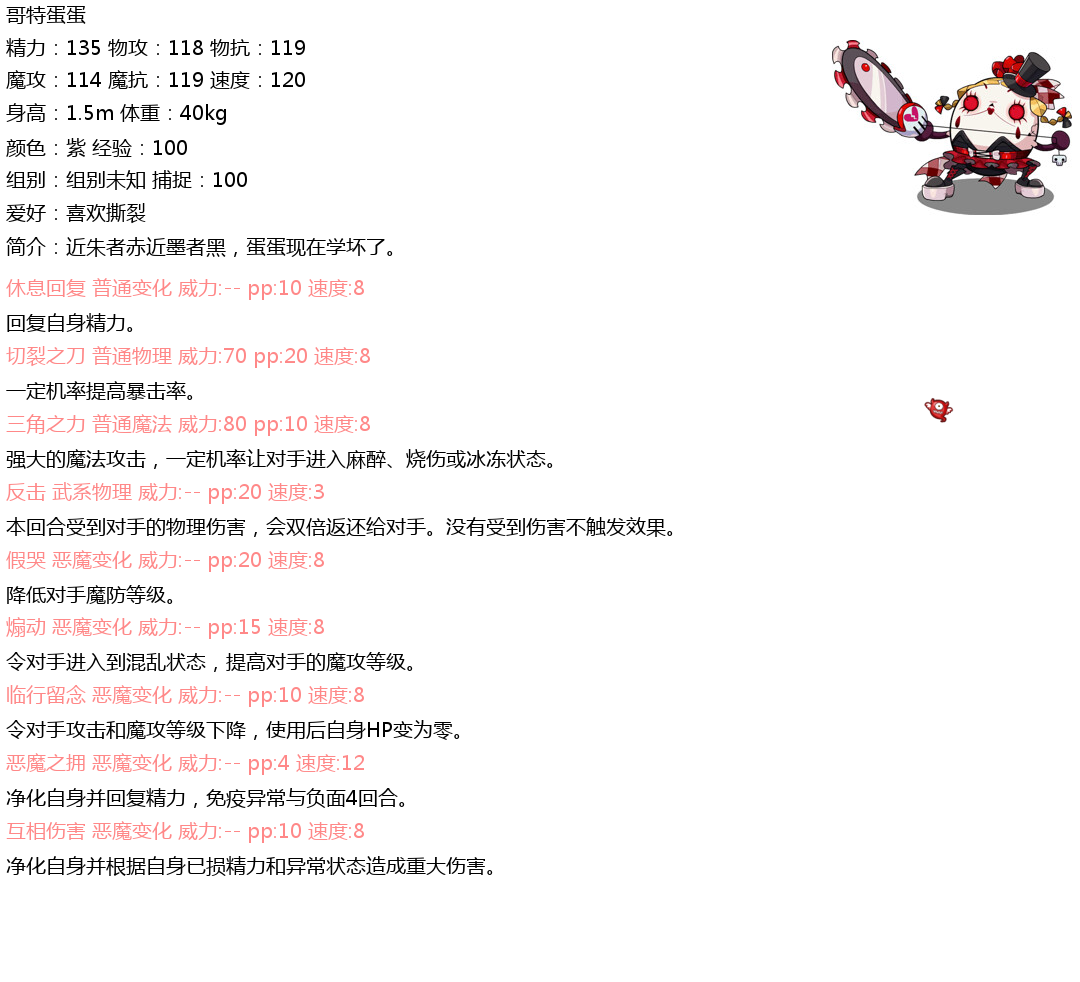 哥特蛋蛋
精力：135 物攻：118 物抗：119
魔攻：114 魔抗：119 速度：120
身高：1.5m 体重：40kg
颜色：紫 经验：100
组别：组别未知 捕捉：100
爱好：喜欢撕裂
简介：近朱者赤近墨者黑，蛋蛋现在学坏了。
休息回复 普通变化 威力:-- pp:10 速度:8
回复自身精力。
切裂之刀 普通物理 威力:70 pp:20 速度:8
一定机率提高暴击率。
三角之力 普通魔法 威力:80 pp:10 速度:8
强大的魔法攻击，一定机率让对手进入麻醉、烧伤或冰冻状态。
反击 武系物理 威力:-- pp:20 速度:3
本回合受到对手的物理伤害，会双倍返还给对手。没有受到伤害不触发效果。
假哭 恶魔变化 威力:-- pp:20 速度:8
降低对手魔防等级。
煽动 恶魔变化 威力:-- pp:15 速度:8
令对手进入到混乱状态，提高对手的魔攻等级。
临行留念 恶魔变化 威力:-- pp:10 速度:8
令对手攻击和魔攻等级下降，使用后自身HP变为零。
恶魔之拥 恶魔变化 威力:-- pp:4 速度:12
净化自身并回复精力，免疫异常与负面4回合。
互相伤害 恶魔变化 威力:-- pp:10 速度:8
净化自身并根据自身已损精力和异常状态造成重大伤害。